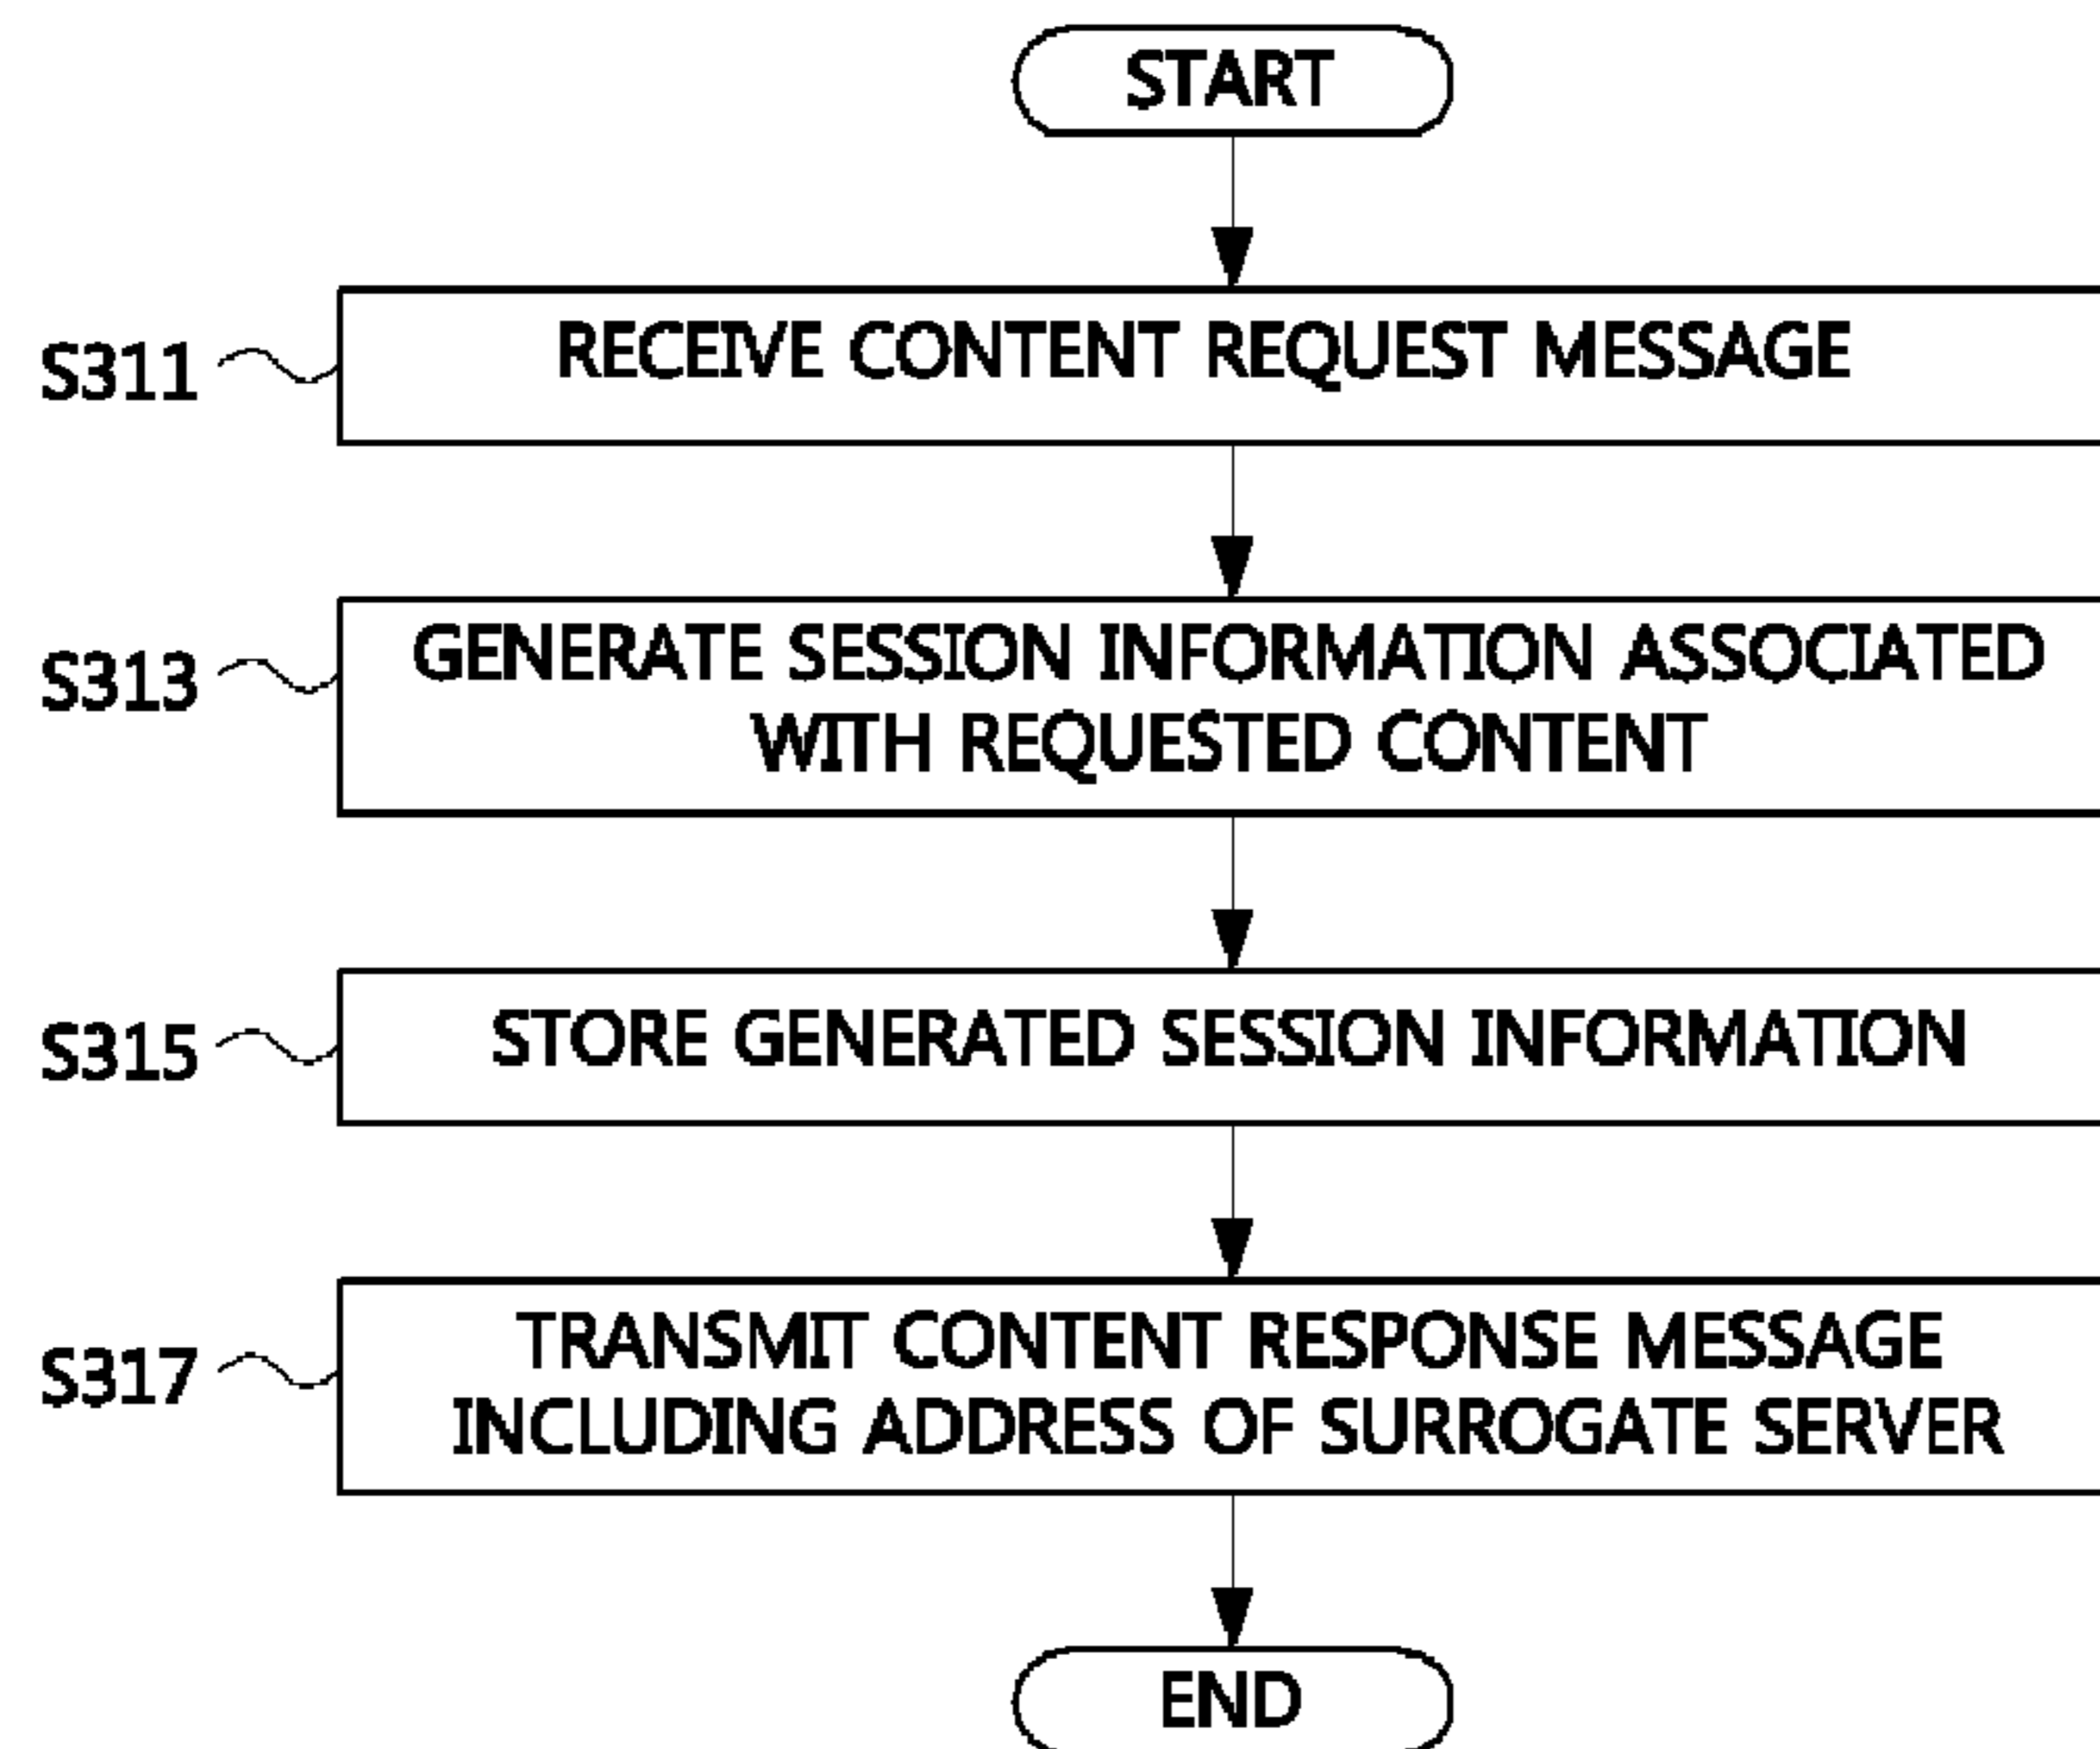 START
S311
RECEIVE CONTENT REQUEST MESSAGE
S313
GENERATE SESSION INFORMATION ASSOCIATED
WITH REQUESTED CONTENT
S315
STORE GENERATED SESSION INFORMATION
S317
TRANSMIT CONTENT RESPONSE MESSAGE
INCLUDING ADDRESS OF SURROGATE SERVER
END